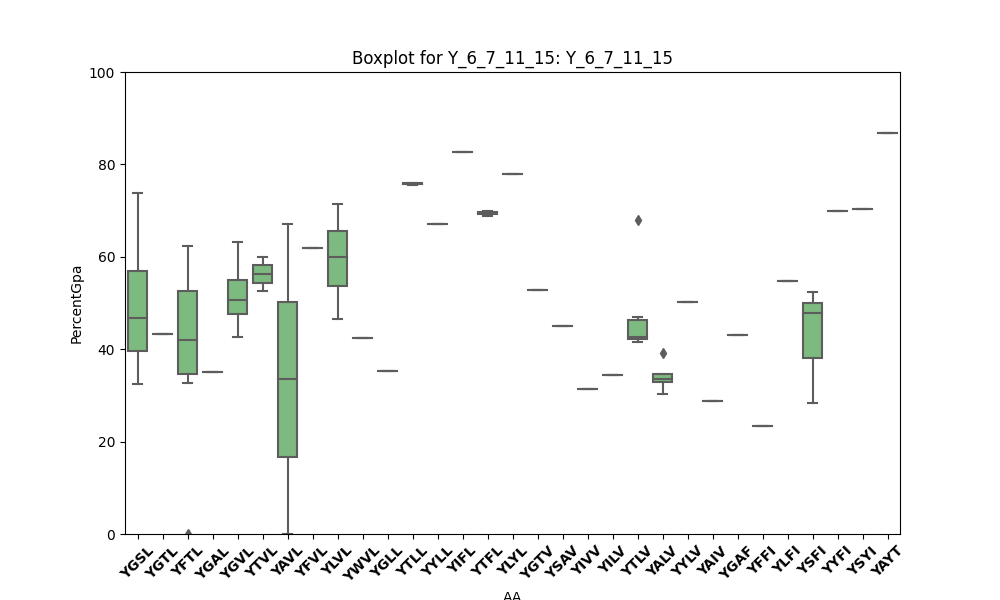 Boxplot for Y_6_7_11_15: Y_6_7_11_15
100
80
60
40
20
0
PercentGpa
YGSL YGTL YFTL YGAL YGVL YTVL YAVL YFVL YLVL YWVL YGLL YTLL YYLL YIFL YTFL YLYL YGTV YSAV YIVV YILV YTLV YALV YYLV YAIV YGAF YFFI YLFI YSFI YYFI YSYI YAYT
AA